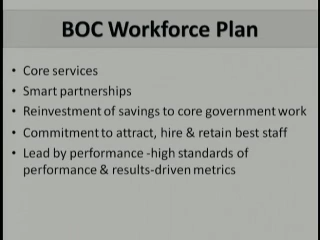 BOC Workforce Plan
• Core services
• Smart partnerships
• Reinvestment of savings to core government work
• Commitment to attract, hire & retain best staff
• Lead by performance -high standards of
performance & results-driven metrics